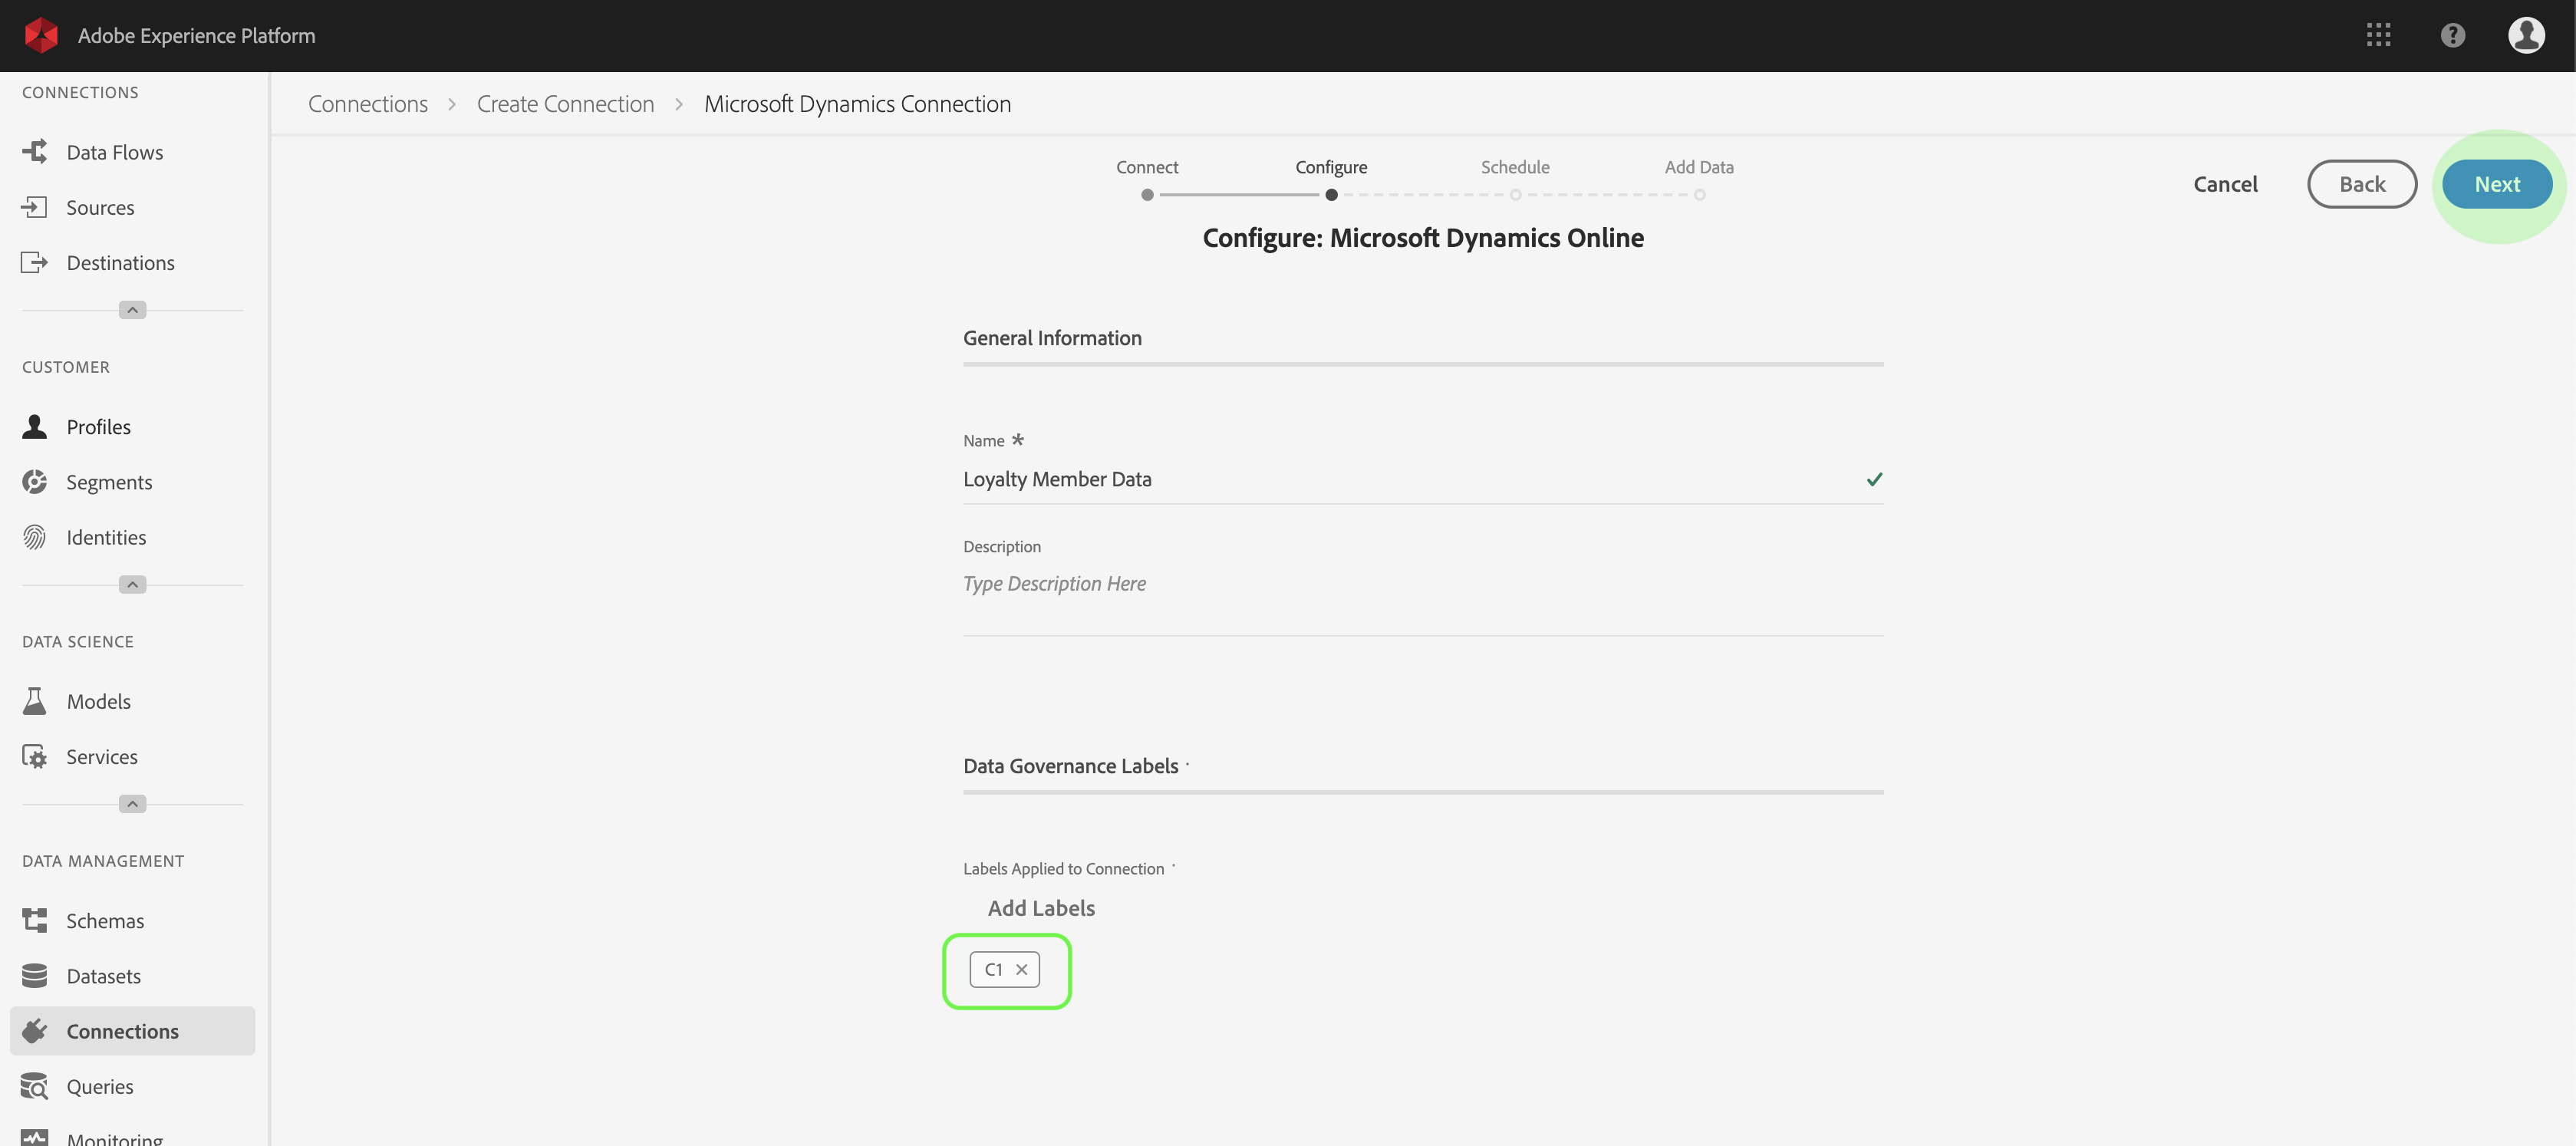 Adobe Experience Platform
?
CONNECTIONS
Data Flows
Sources
Destinations
CUSTOMER
Profiles
Segments
Identities
DATA SCIENCE
Models
Services
DATA MANAGEMENT
Schemas
Datasets
Connections
Queries
Monitoring
Connections > Create Connection > Microsoft Dynamics Connection
Connect Configure Schedule Add Data
Cancel Back Next
Configure: Microsoft Dynamics Online
General Information
Name *
Loyalty Member Data
Description
Type Description Here
Data Governance Labels
Labels Applied to Connection
Add Labels
C1 ×